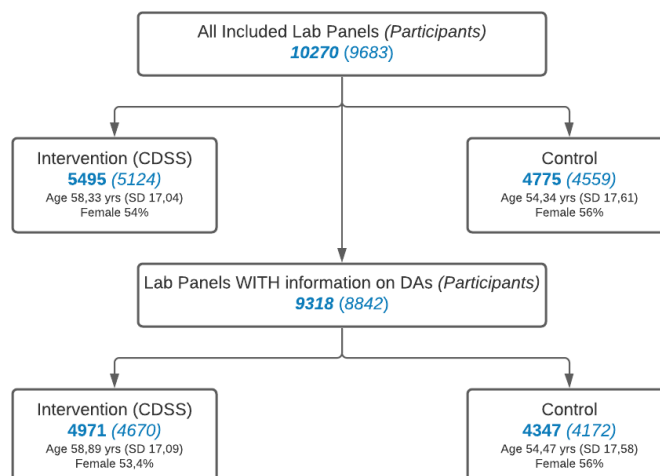 All Included Lab Panels (Participants)
10270 (9683)
Intervention (CDSS)
5495 (5124)
Age 58,33 yrs (SD 17,04)
Female 54%
Control
4775 (4559)
Age 54,34 yrs (SD 17,61)
Female 56%
Lab Panels WITH information on DAs (Participants)
9318 (8842)
Intervention (CDSS)
4971 (4670)
Age 58,89 yrs (SD 17,09)
Female 53,4%
Control
4347 (4172)
Age 54,47 yrs (SD 17,58)
Female 56%